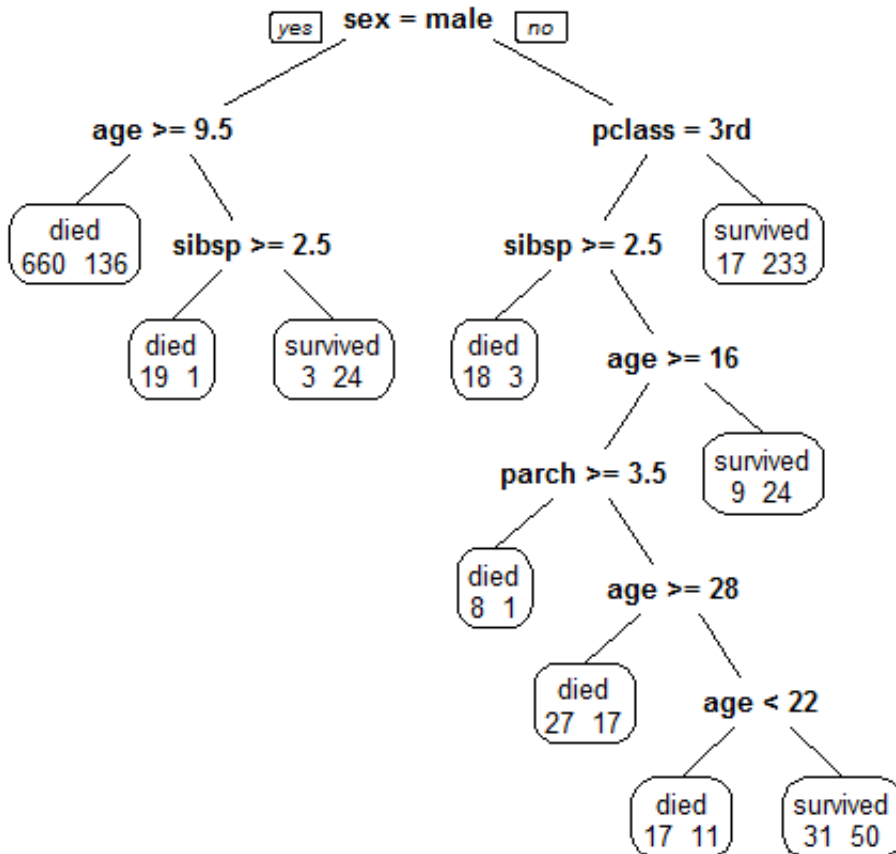 yes sex = male no
age >= 9.5 pclass = 3rd
died
660 136
sibsp >= 2.5
sibsp >= 2.5
survived
17 233
died
19 1
survived
3 24
died
18 3
age >= 16
parch >= 3.5
survived
9 24
died
8 1
age >= 28
died
27 17
age < 22
died
17 11
survived
31 50